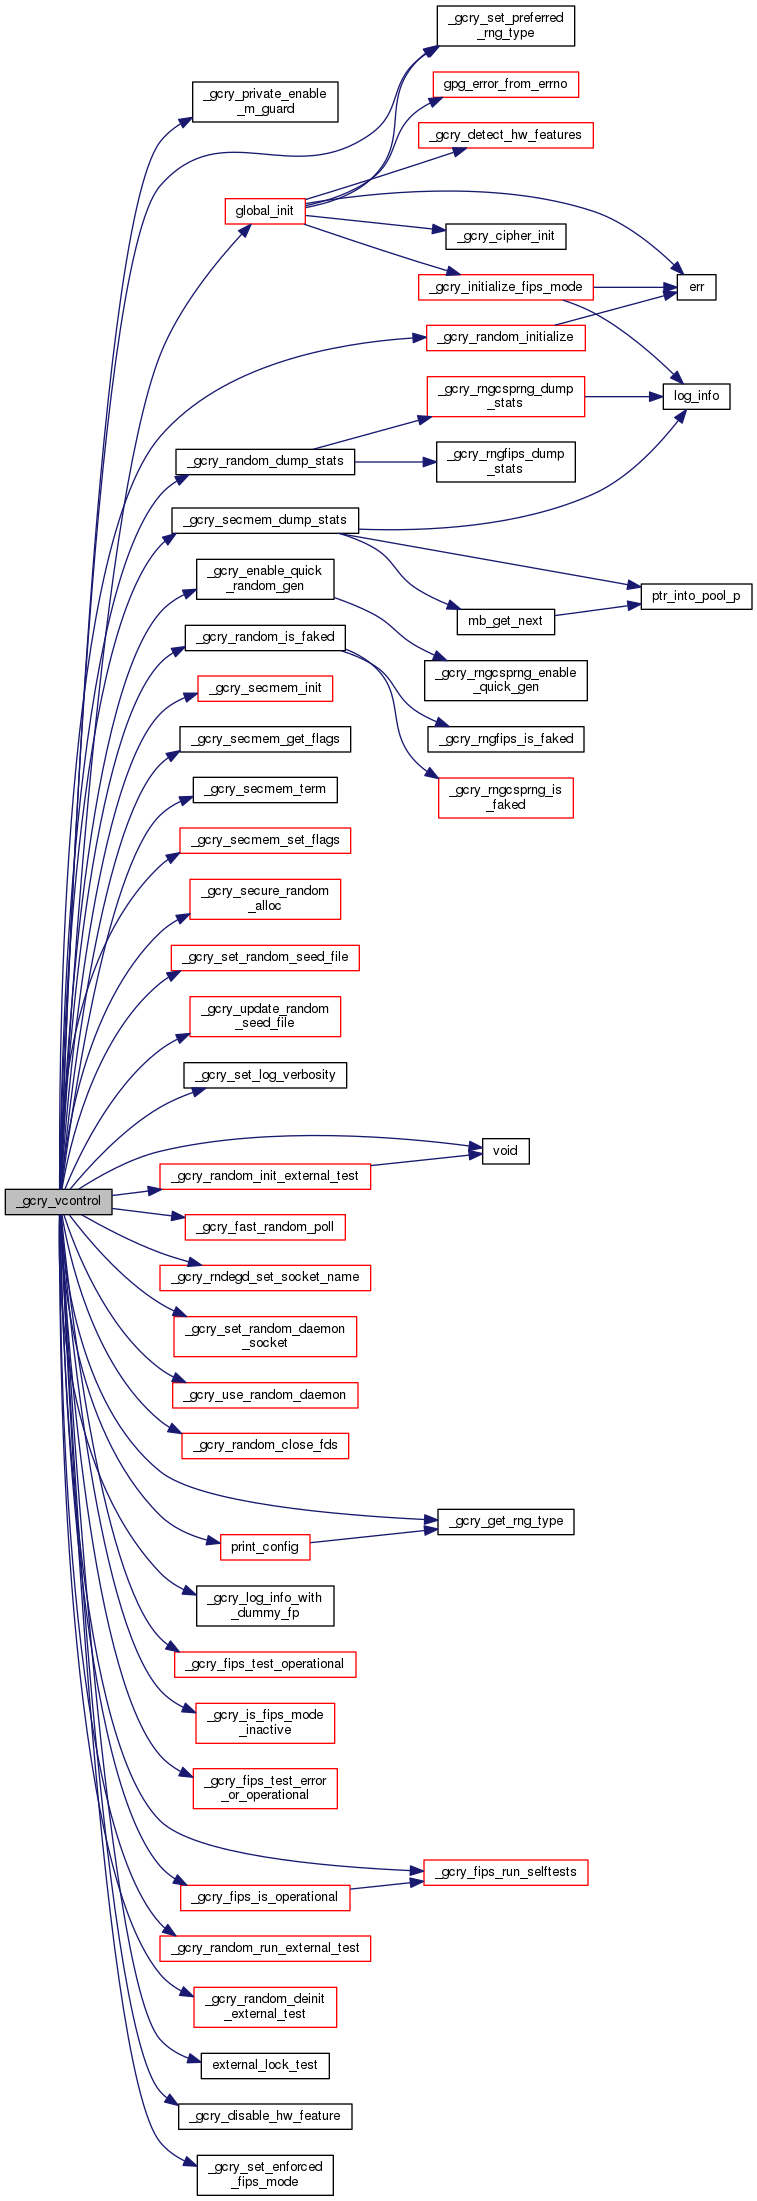 _gcry_set_preferred
_rng_type
gpg_error_from_errno
_gcry_private_enable
_m_guard
_gcry_detect_hw_features
global_init
_gcry_cipher_init
_gcry_initialize_fips_mode
err
_gcry_random_initialize
_gcry_rngcsprng_dump
_stats
log_info
_gcry_random_dump_stats
_gcry_rngfips_dump
_stats
_gcry_secmem_dump_stats
_gcry_enable_quick
_random_gen
ptr_into_pool_p
mb_get_next
_gcry_random_is_faked
_gcry_rngcsprng_enable
_quick_gen
_gcry_secmem_init
_gcry_secmem_get_flags
_gcry_rngfips_is_faked
_gcry_secmem_term
_gcry_rngcsprng_is
_faked
_gcry_secmem_set_flags
_gcry_secure_random
_alloc
_gcry_set_random_seed_file
_gcry_update_random
_seed_file
_gcry_set_log_verbosity
void
_gcry_random_init_external_test
_gcry_vcontrol
_gcry_fast_random_poll
_gcry_rndegd_set_socket_name
_gcry_set_random_daemon
_socket
_gcry_use_random_daemon
_gcry_random_close_fds
_gcry_get_rng_type
print_config
_gcry_log_info_with
_dummy_fp
_gcry_fips_test_operational
_gcry_is_fips_mode
_inactive
_gcry_fips_test_error
_or_operational
_gcry_fips_run_selftests
_gcry_fips_is_operational
_gcry_random_run_external_test
_gcry_random_deinit
_external_test
external_lock_test
_gcry_disable_hw_feature
_gcry_set_enforced
_fips_mode